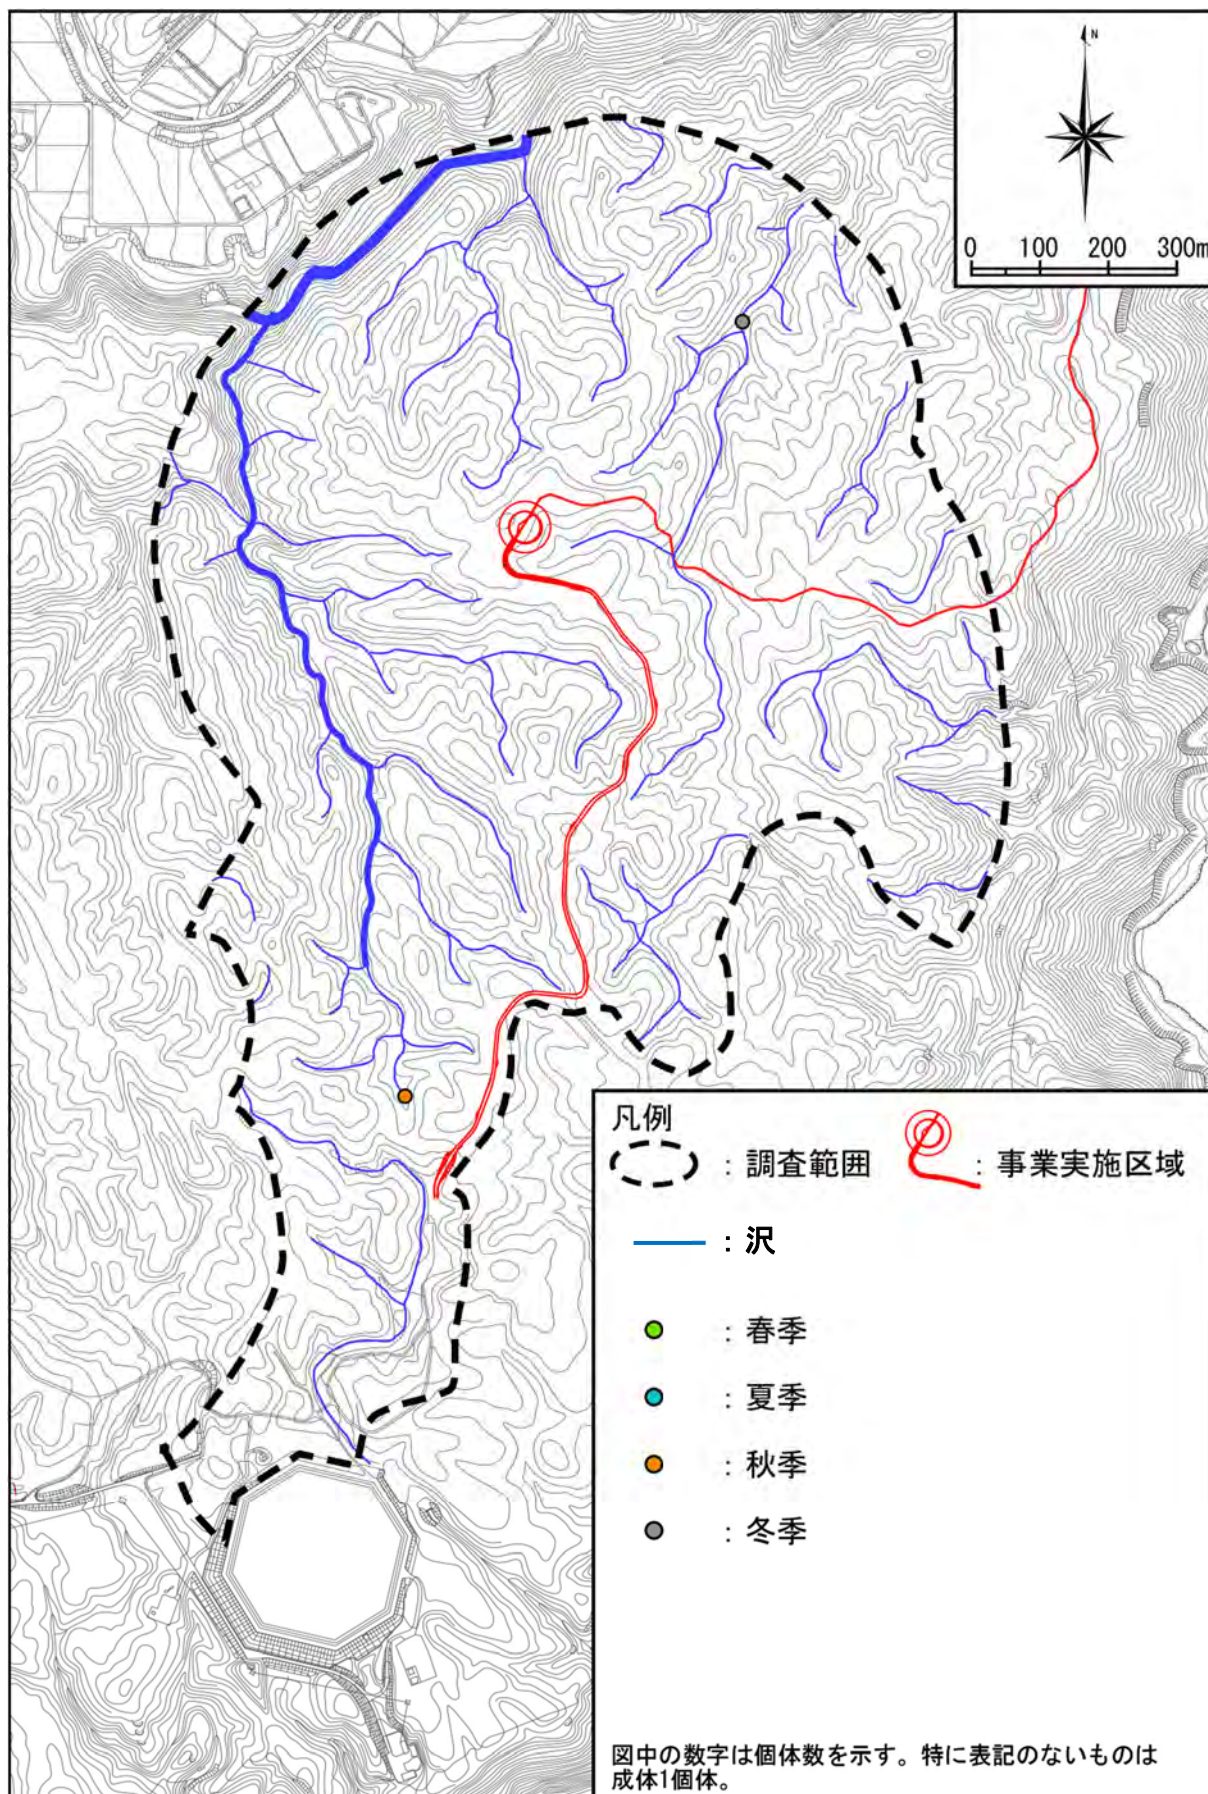 N
0 100 200 300m
凡例
：調査範囲 ：事業実施区域
：沢
：春季
：夏季
：秋季
：冬季
図中の数字は個体数を示す。特に表記のないものは
成体1個体。